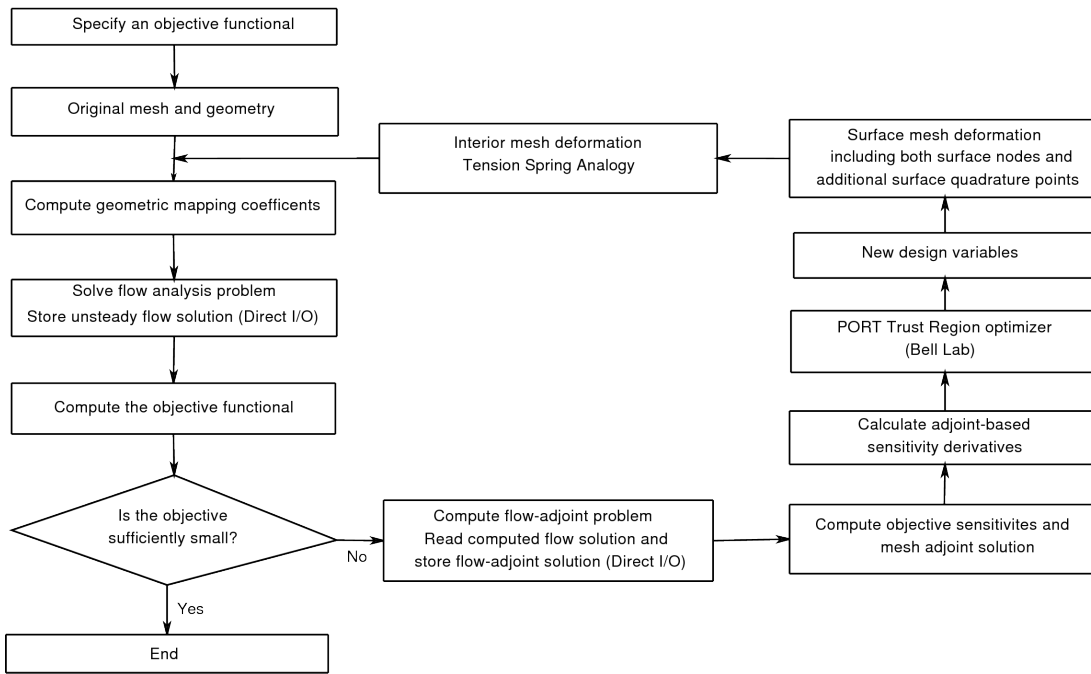 Specify an objective functional
Original mesh and geometry
Interior mesh deformation
Tension Spring Analogy
Surface mesh deformation
including both surface nodes and
additional surface quadrature points
Compute geometric mapping coefficents
New design variables
Solve flow analysis problem
Store unsteady flow solution (Direct I/O)
PORT Trust Region optimizer
(Bell Lab)
Compute the objective functional
Calculate adjoint-based
sensitivity derivatives
Is the objective
sufficiently small?
No
Compute flow-adjoint problem
Read computed flow solution and
store flow-adjoint solution (Direct I/O)
Compute objective sensitivites and
mesh adjoint solution
Yes
End